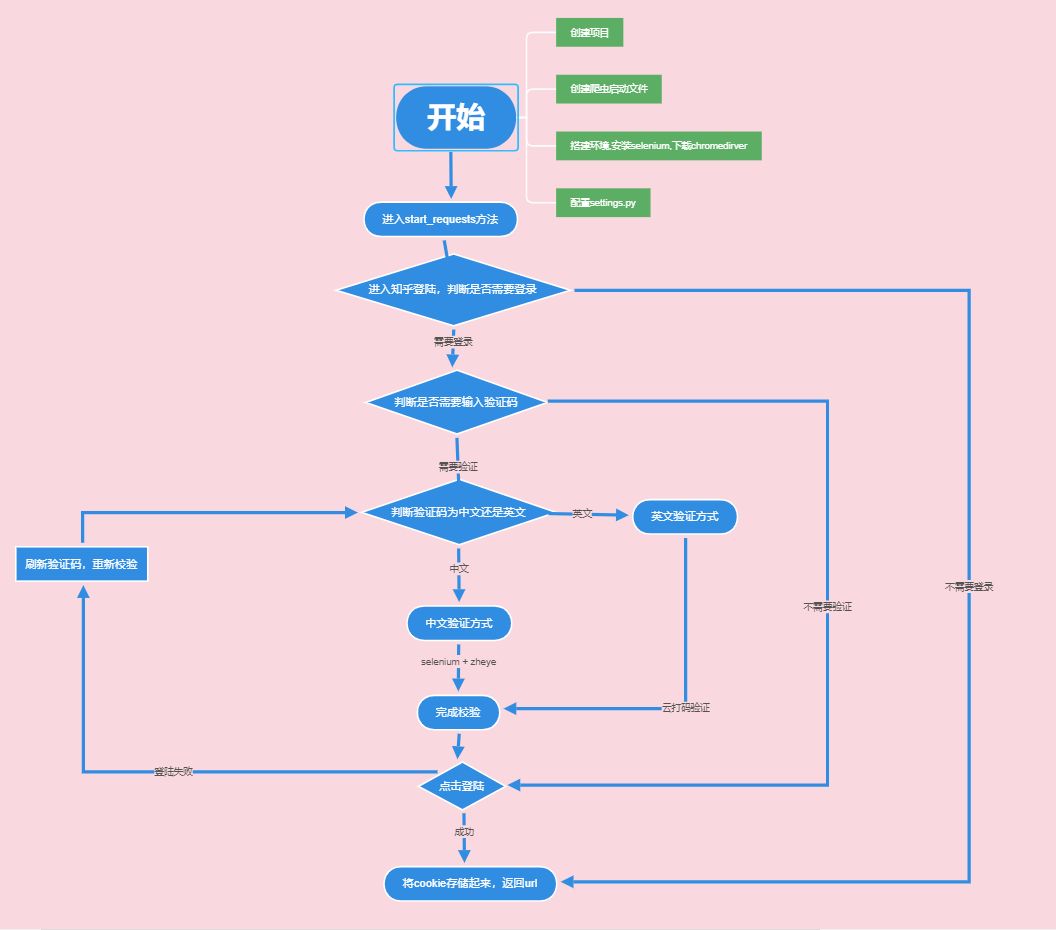 创建项目
创建爬虫启动文件
开始
搭建环境,安装selenium,下载chromedirver
配置settings.py
进入start_requests方法
进入知乎登陆，判断是否需要登录
需要登录
判断是否需要输入验证码
需要验证
判断验证码为中文还是英文
英文
英文验证方式
刷新验证码，重新校验
中文
不需要登录
不需要验证
中文验证方式
selenium + zheye
完成校验
云打码验证
登陆失败
点击登陆
成功
将cookie存储起来，返回url